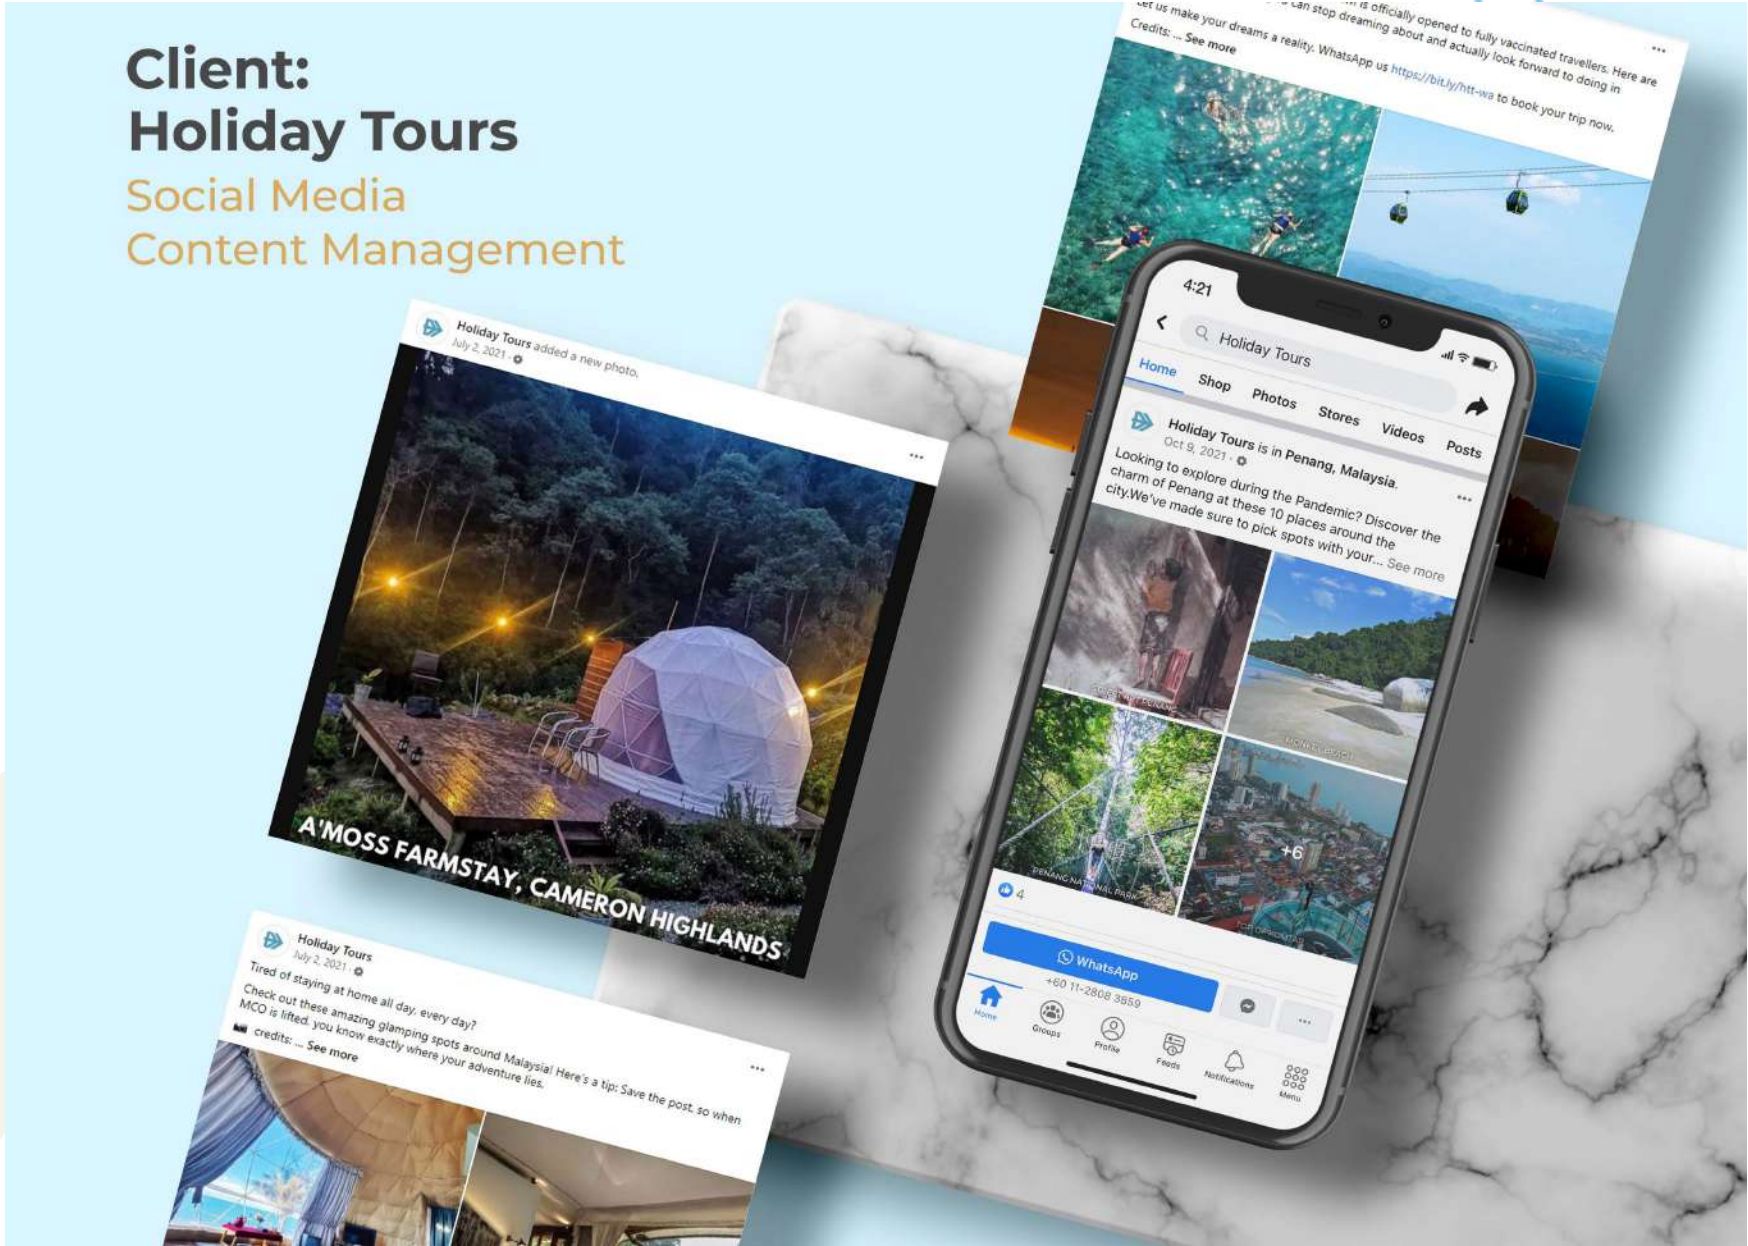 Client:
Holiday Tours
Social Media
Content Management
is officially opened to fully vaccinated travellers. Here are
can stop dreaming about and actually look forward to doing in
Let us make your dreams a reality. WhatsApp us https://bit.ly/htt-wa to book your trip now.
Credits: ... See more
Holiday Tours added a new photo.
July 2, 2021 ·
A'MOSS FARMSTAY, CAMERON HIGHLANDS
4:21
Holiday Tours
Home Shop Photos Stores Videos Posts
Holiday Tours is in Penang, Malaysia.
Oct 9, 2021 ·
Looking to explore during the Pandemic? Discover the
charm of Penang at these 10 places around the
city.We've made sure to pick spots with your... See more
STREET ART PENANG
MONKEY BEACH
PENANG NATIONAL PARK
+6
4
WhatsApp
+60 11-2808 3859
Home Groups Profile Feeds Notifications Menu
Holiday Tours
July 2, 2021 ·
Tired of staying at home all day, every day?
Check out these amazing glamping spots around Malaysia! Here's a tip: Save the post, so when
MCO is lifted. you know exactly where your adventure lies.
credits: ... See more